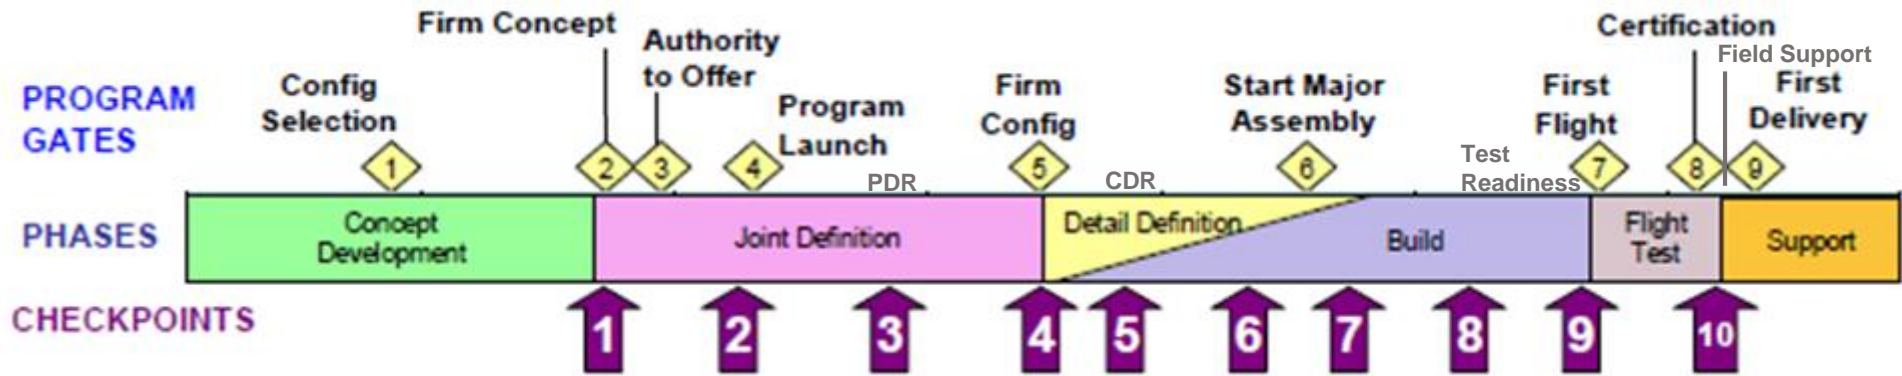 Firm Concept
Certification
Authority
to Offer
Field Support
PROGRAM
GATES
Config
Selection
Program
Launch
Firm
Config
Start Major
Assembly
First
Flight
First
Delivery
Test
Readiness
PDR
CDR
1
2
3
4
5
6
7
8
9
PHASES
Concept
Development
Joint Definition
Detail Definition
Build
Flight
Test
Support
CHECKPOINTS
1
2
3
4
5
6
7
8
9
10